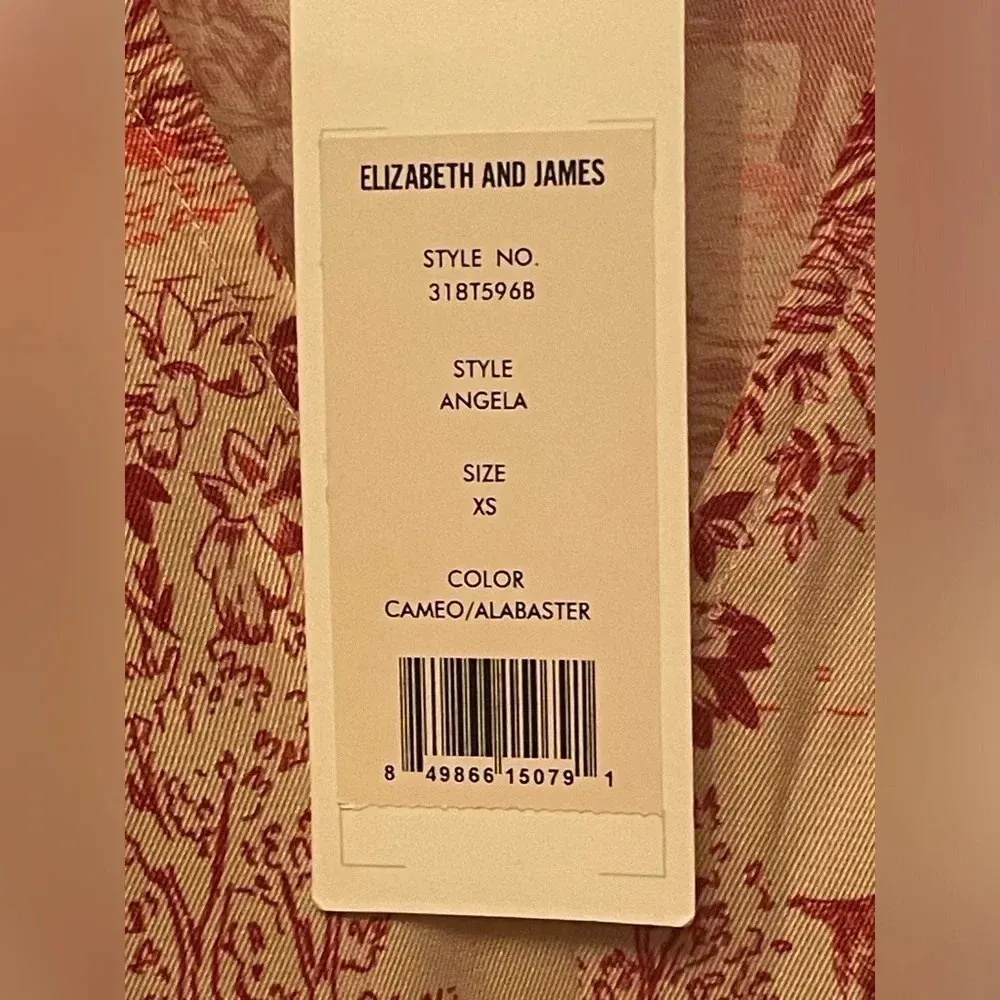 ELIZABETH AND JAMES
STYLE NO.
318T596B
STYLE
ANGELA
SIZE
XS
COLOR
CAMEO/ALABASTER
8 49866 15079 1